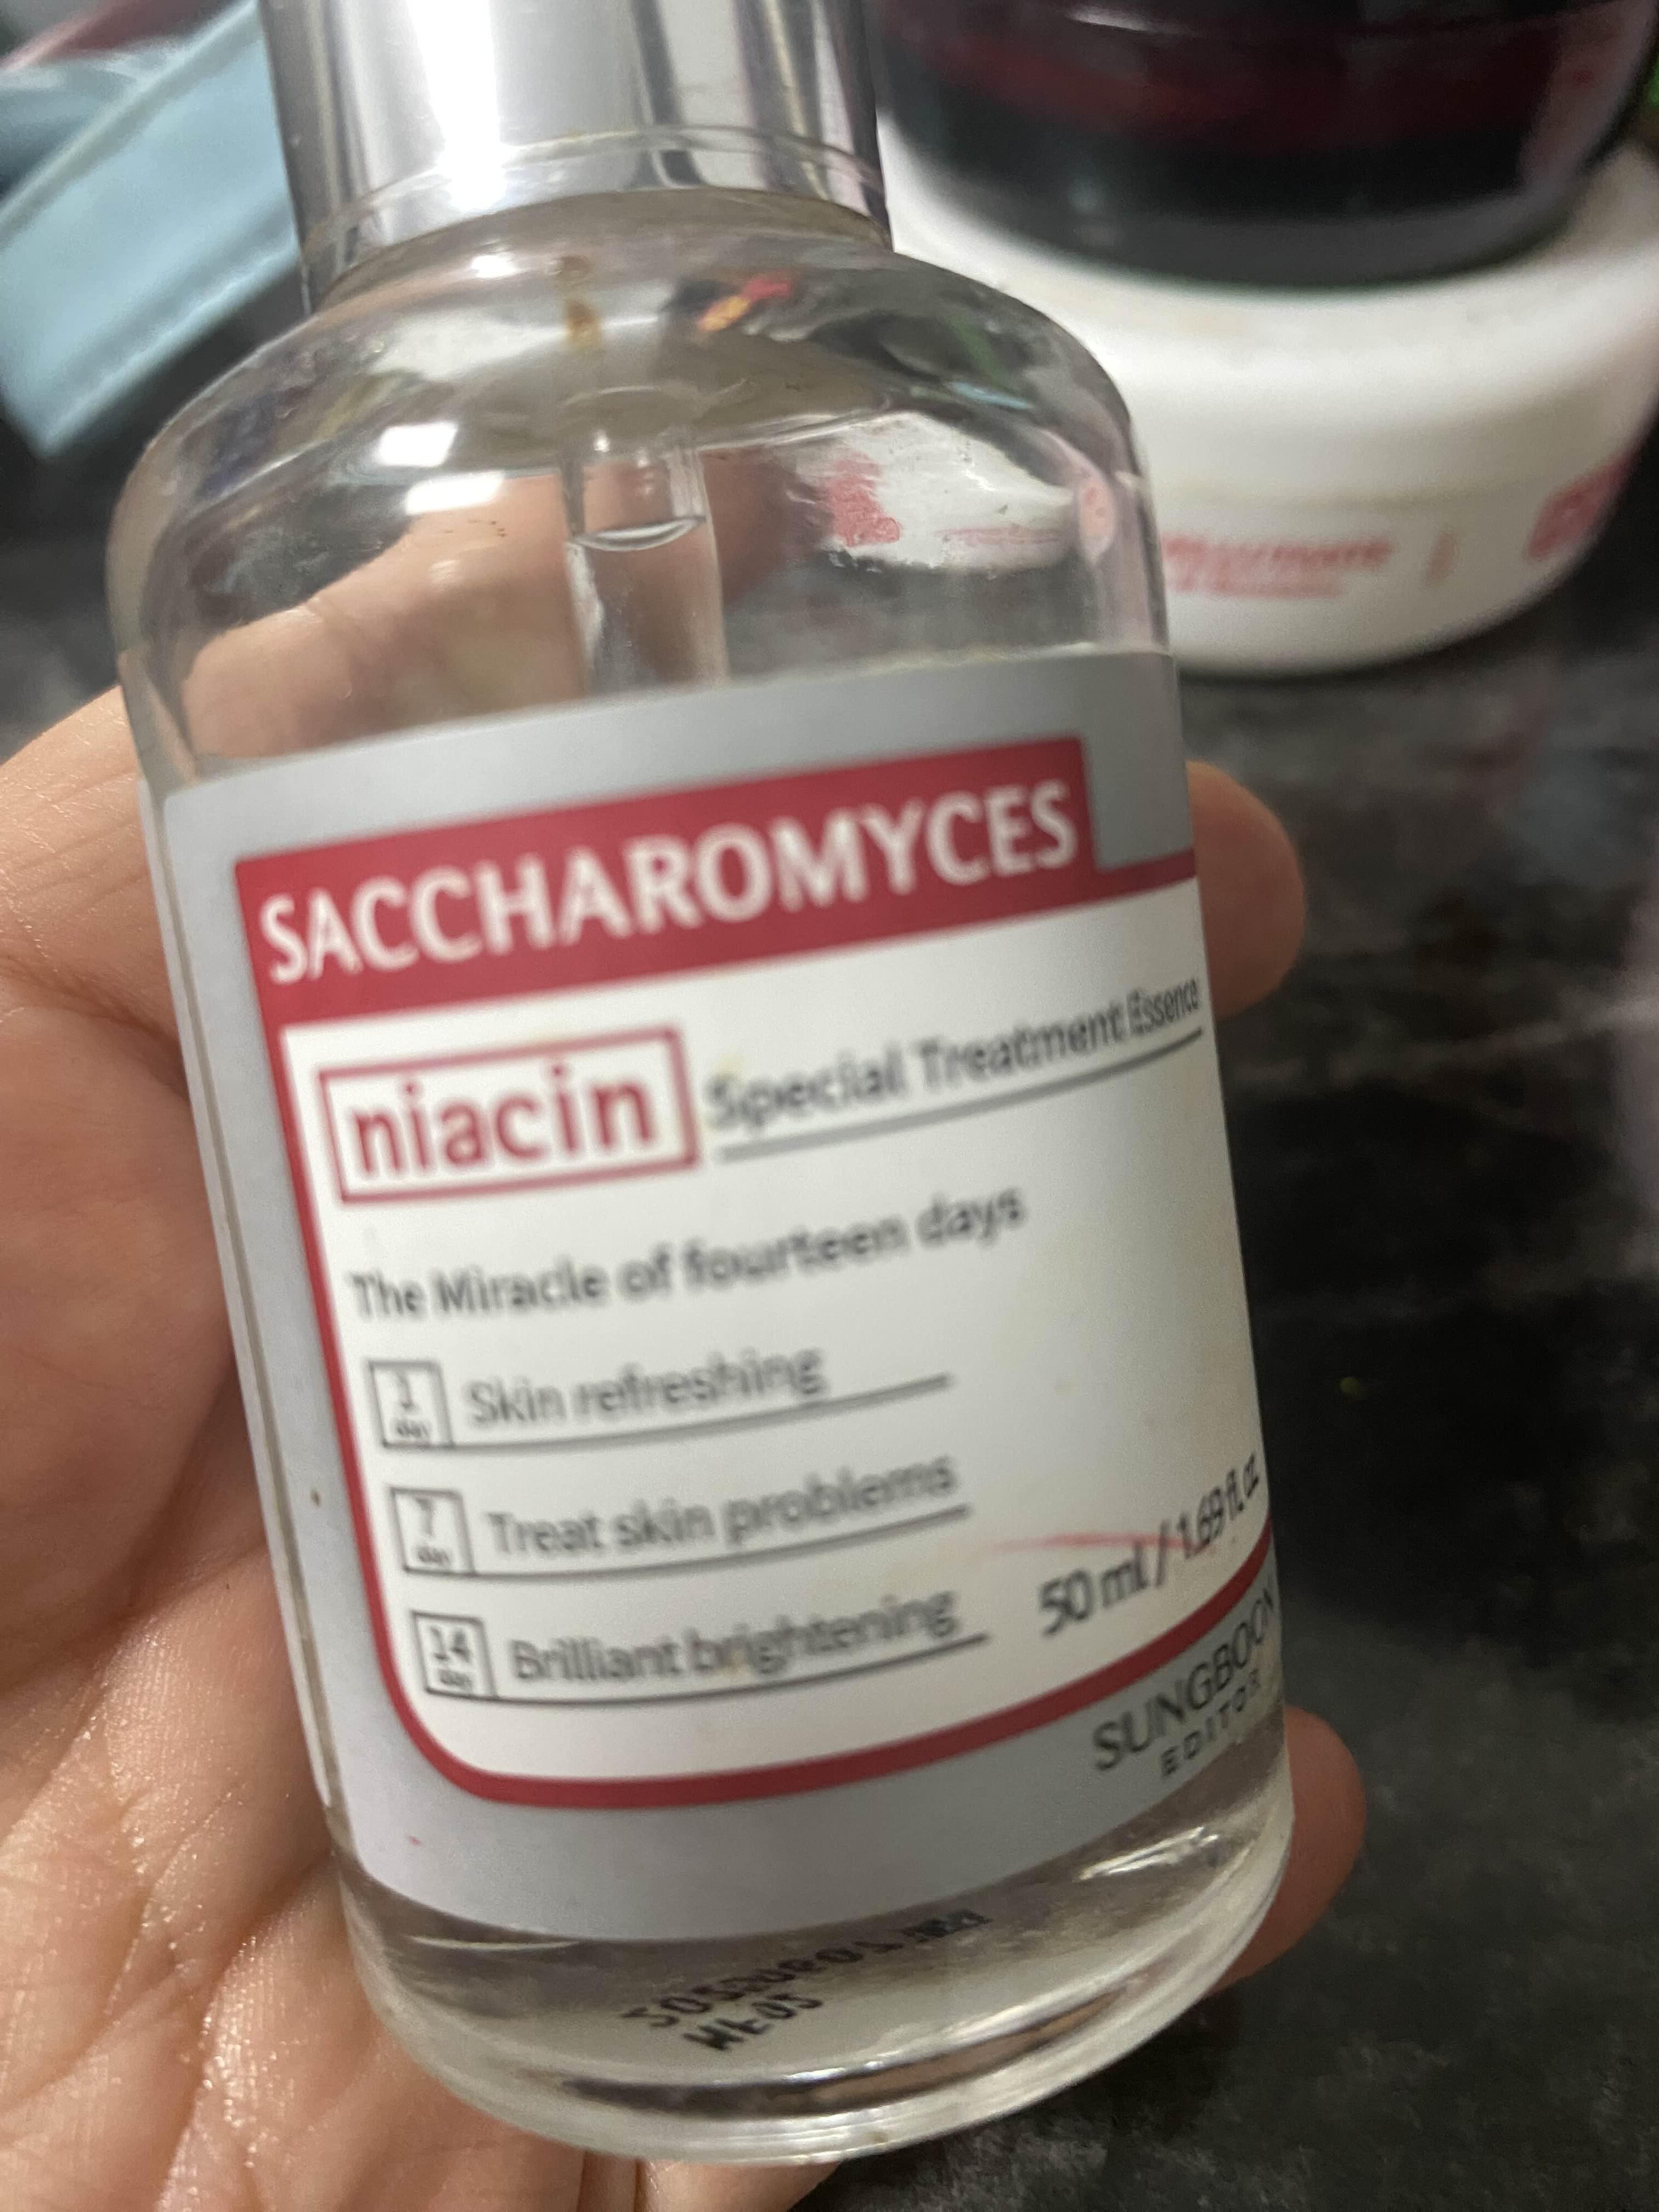 SACCHAROMYCES
niacin Special Treatment Essence
The Miracle of fourteen days
1 day Skin refreshing
7 day Treat skin problems
14 day Brilliant brightening
50 ml / 1.69 fl. oz.
SUNGBOON
EDITOR